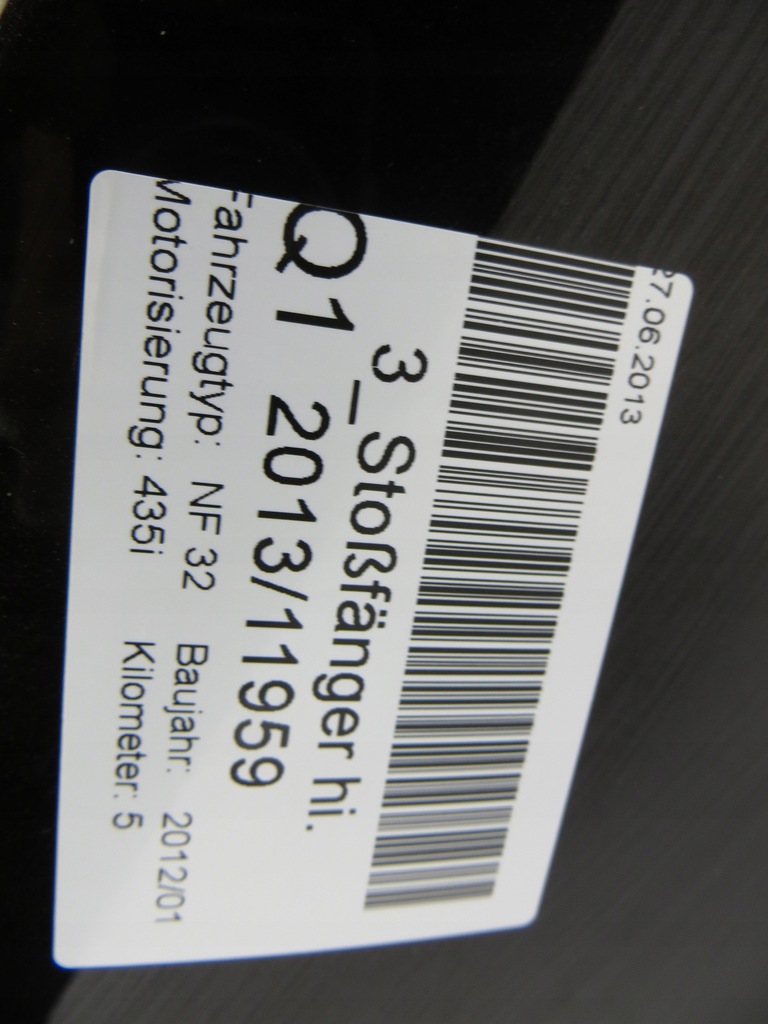 27.06.2013
3_Stoßfänger hi.
Q1 2013/11959
Fahrzeugtyp: NF 32 Baujahr: 2012/01
Motorisierung: 435i Kilometer: 5